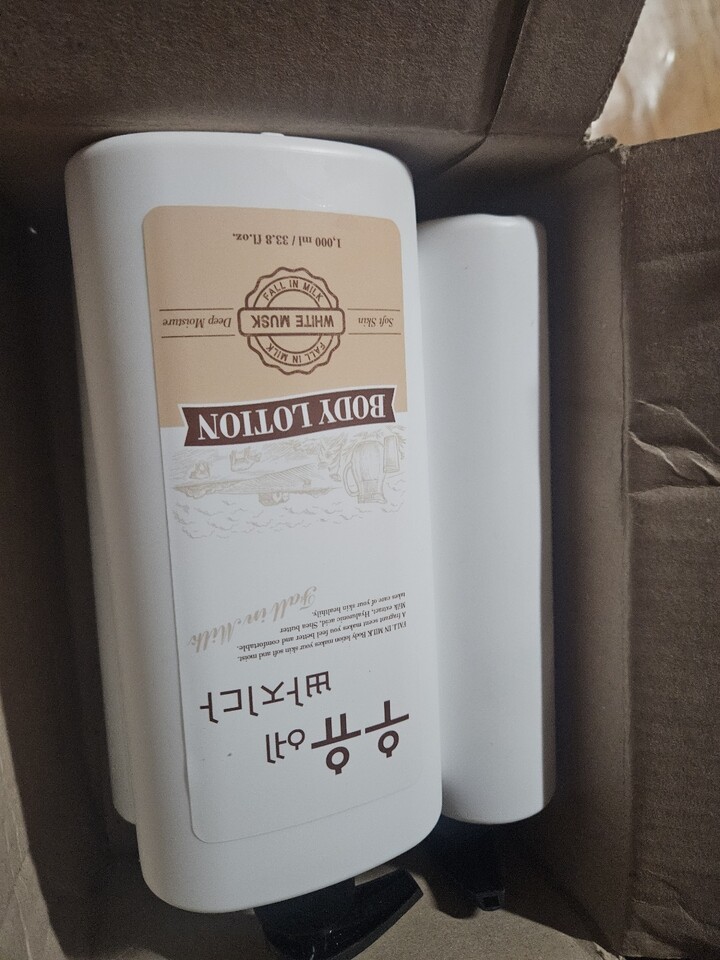 우유에
빠지다
FALL IN MILK Body lotion makes your skin soft and moist.
A fragrant scent makes you feel better and comfortable.
Milk extract, Hyaluronic acid, Shea butter
takes care of your skin healthily.
Fall in Milk
BODY LOTION
FALL IN MILK
Soft Skin WHITE MUSK Deep Moisture
FALL IN MILK
1,000 ml / 33.8 fl.oz.